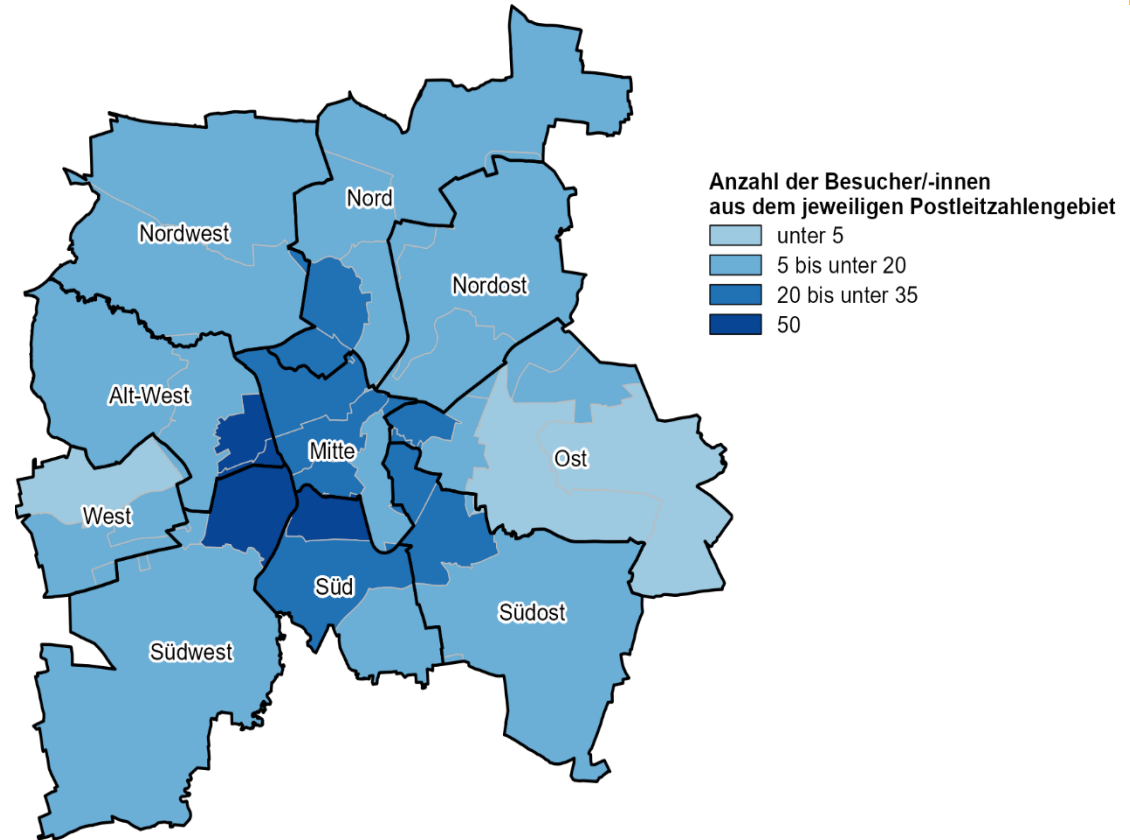 Nord
Nordwest
Nordost
Alt-West
Mitte
Ost
West
Süd
Südost
Südwest
Anzahl der Besucher/-innen
aus dem jeweiligen Postleitzahlengebiet
unter 5
5 bis unter 20
20 bis unter 35
50